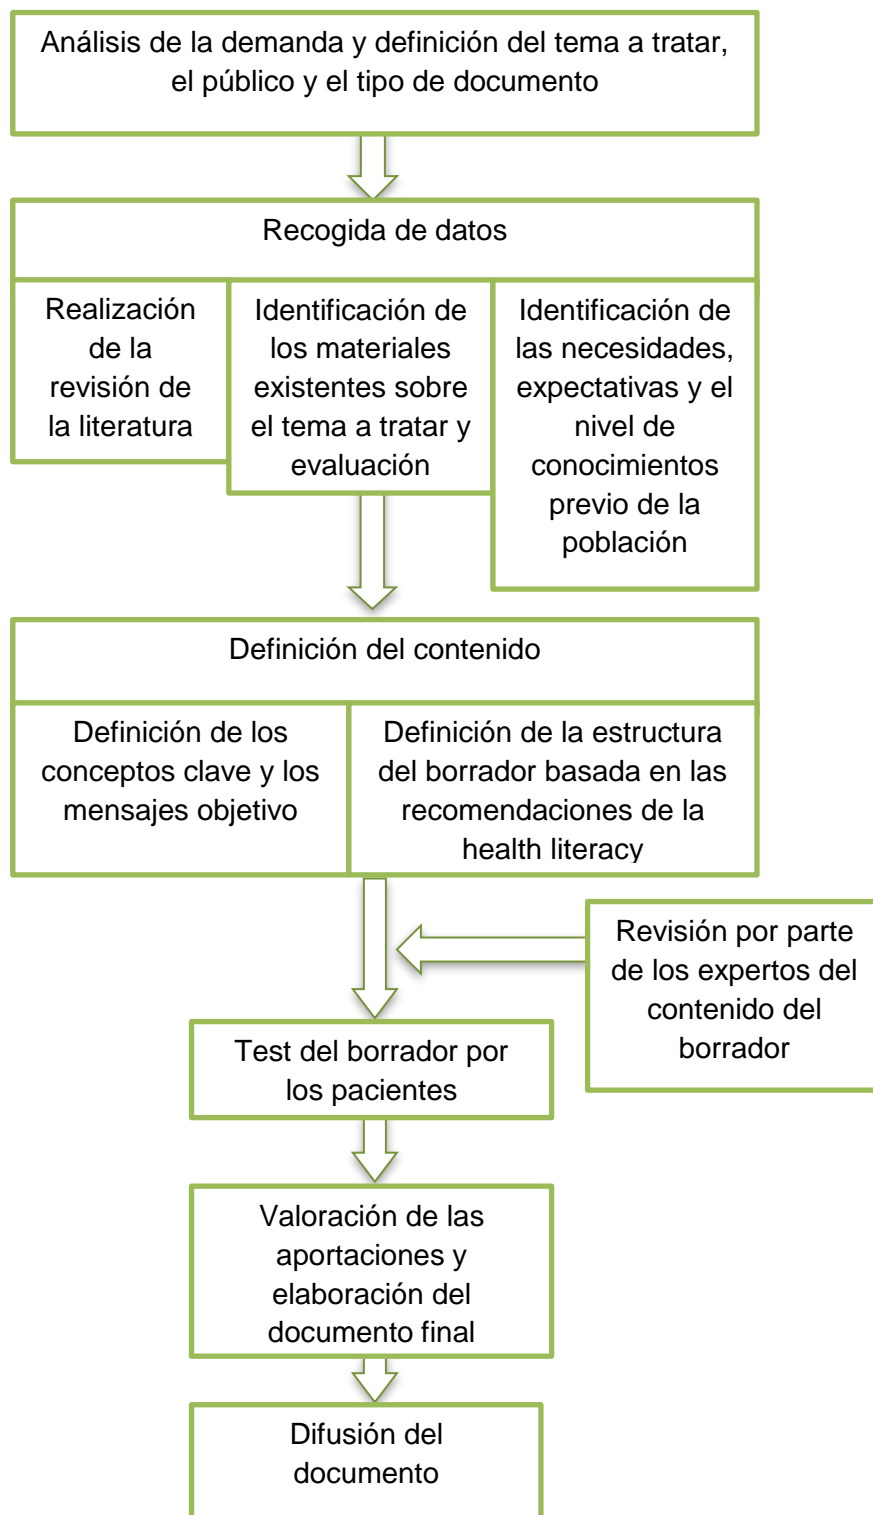 Análisis de la demanda y definición del tema a tratar,
el público y el tipo de documento
Recogida de datos
Realización
de la
revisión de
la literatura
Identificación de
los materiales
existentes sobre
el tema a tratar y
evaluación
Identificación de
las necesidades,
expectativas y el
nivel de
conocimientos
previo de la
población
Definición del contenido
Definición de los
conceptos clave y los
mensajes objetivo
Definición de la estructura
del borrador basada en las
recomendaciones de la
health literacy
Revisión por parte
de los expertos del
contenido del
borrador
Test del borrador por
los pacientes
Valoración de las
aportaciones y
elaboración del
documento final
Difusión del
documento